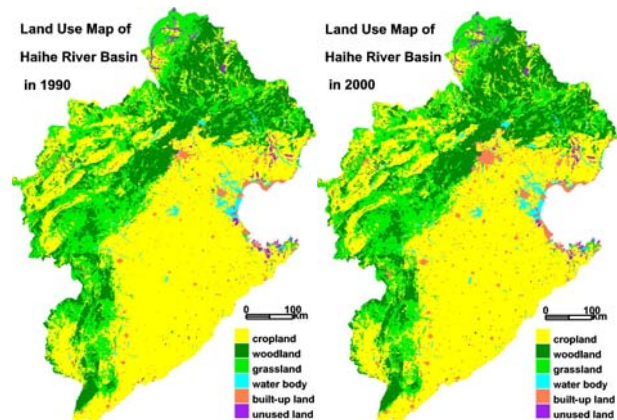 Land Use Map of
Haihe River Basin
in 1990
0 100
km
cropland
woodland
grassland
water body
built-up land
unused land
Land Use Map of
Haihe River Basin
in 2000
0 100
km
cropland
woodland
grassland
water body
built-up land
unused land